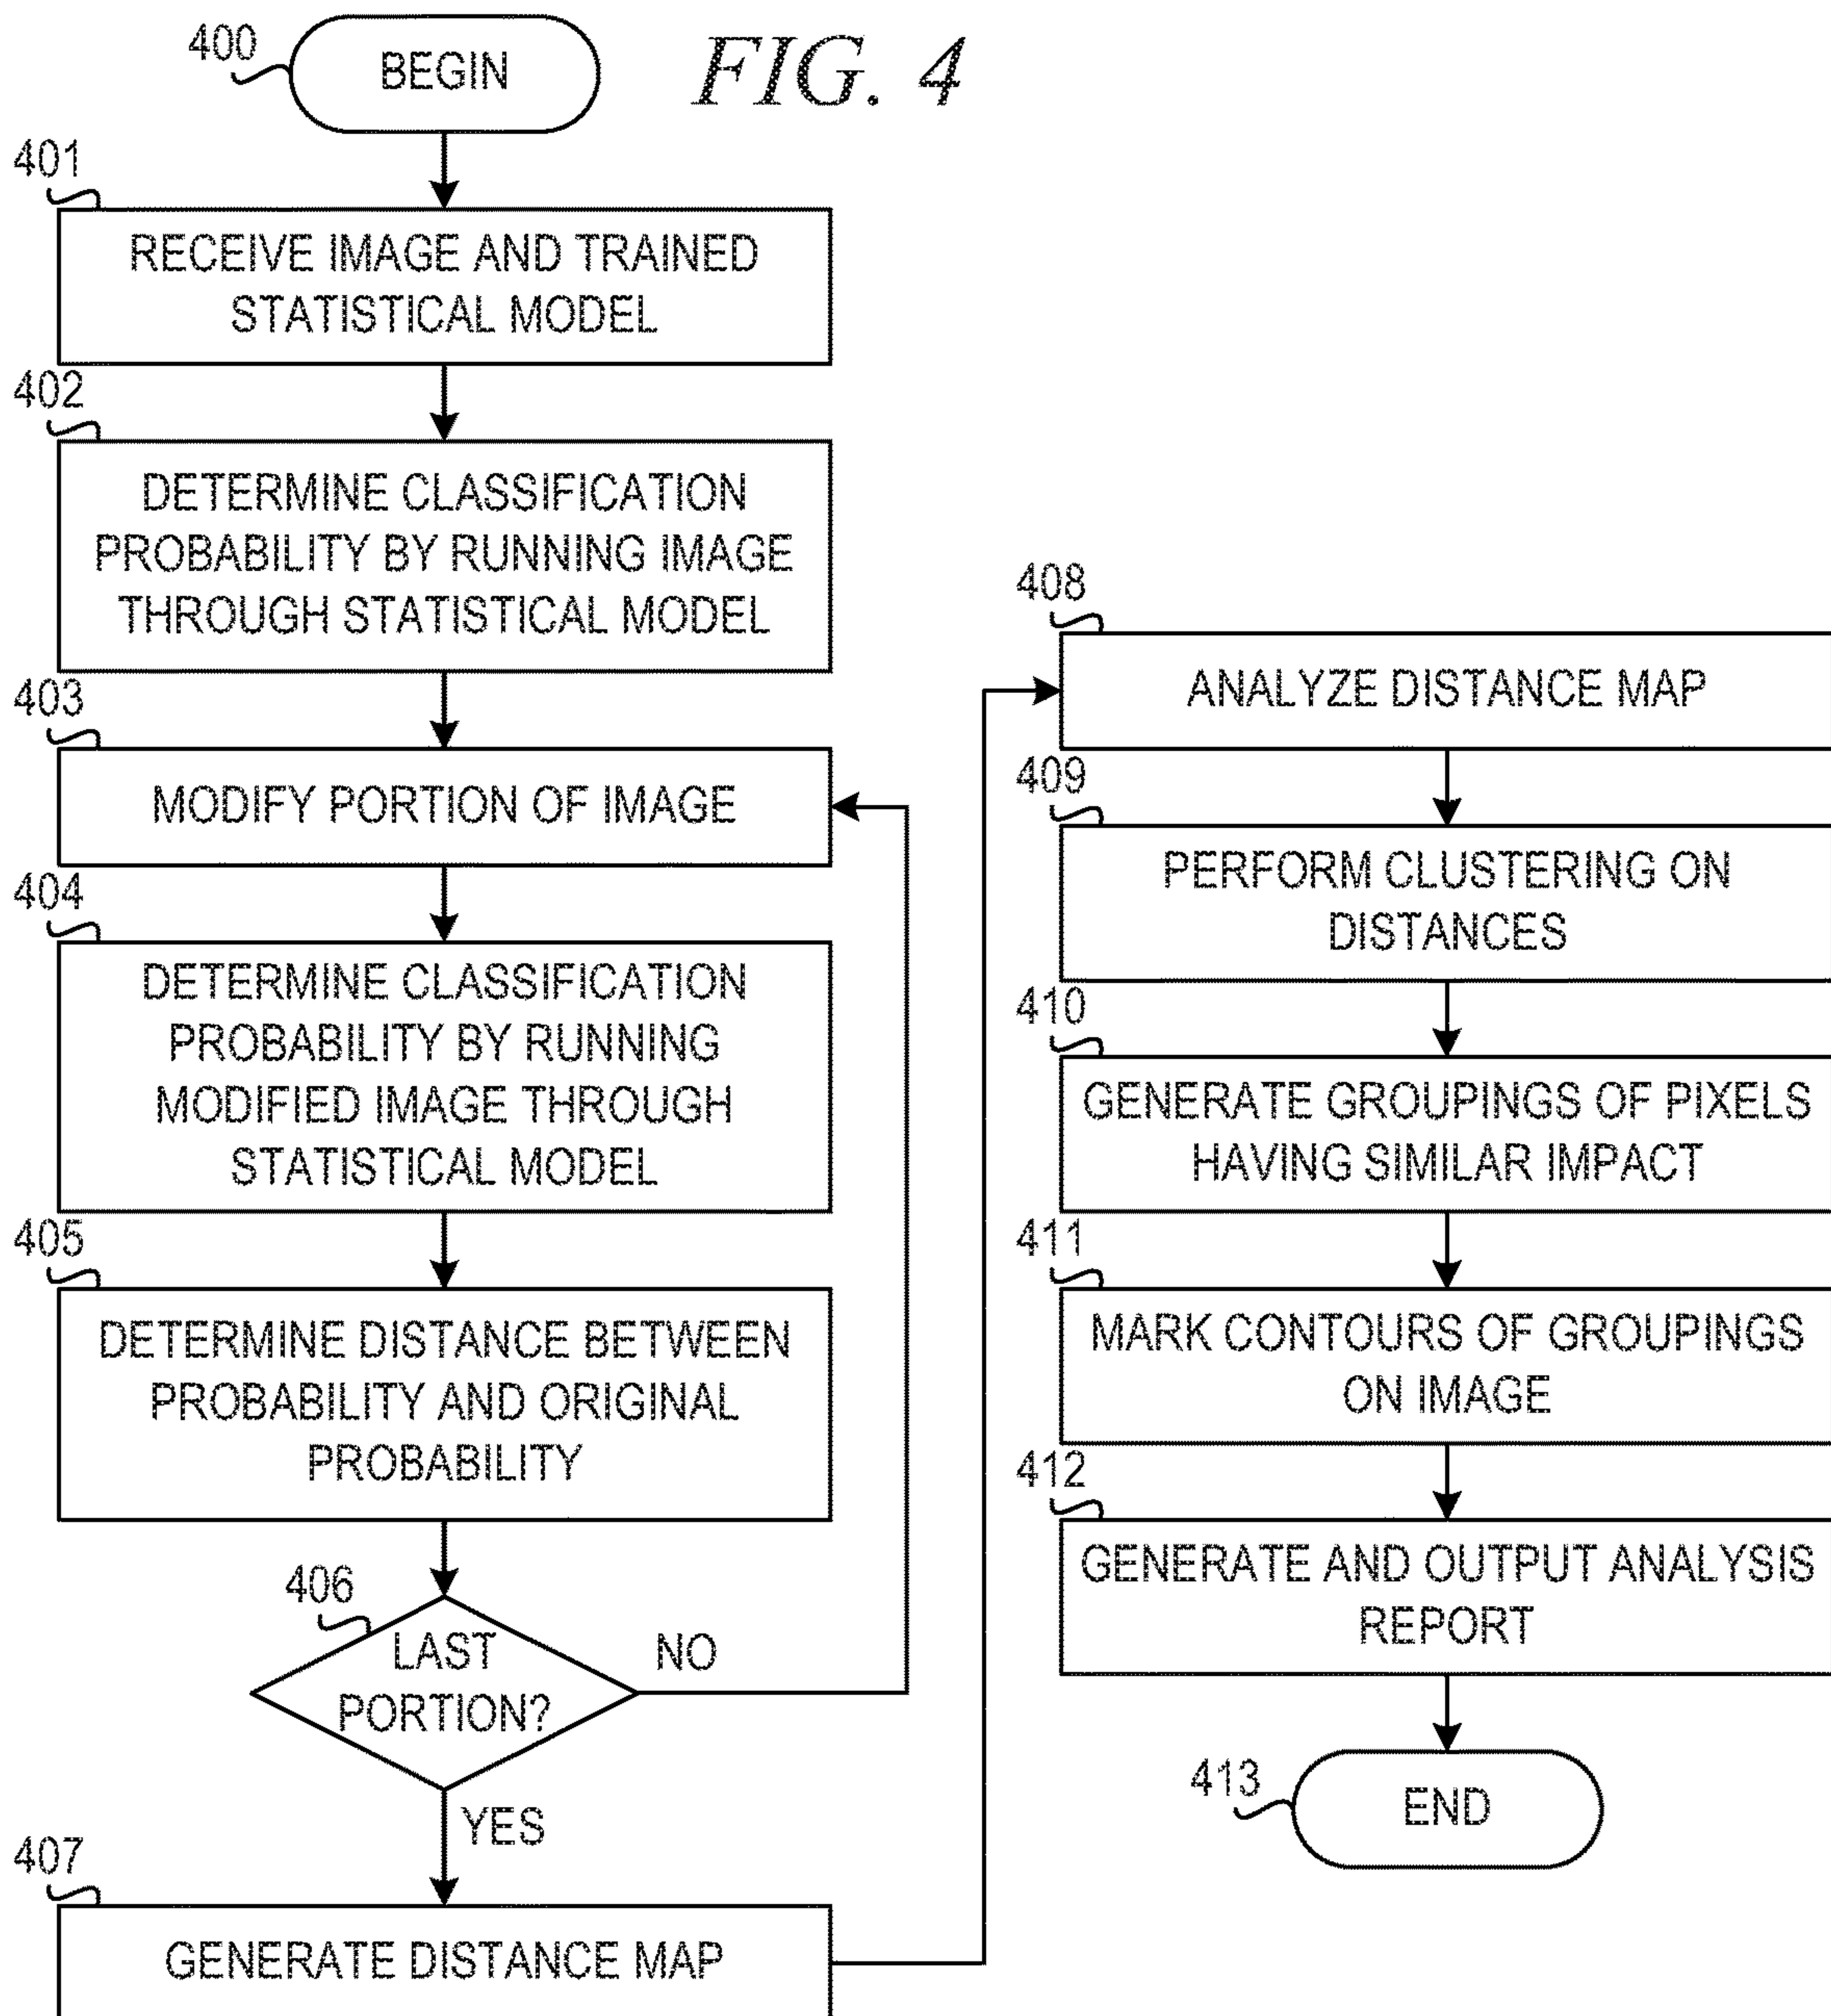 400
BEGIN
FIG. 4
401
RECEIVE IMAGE AND TRAINED
STATISTICAL MODEL
402
DETERMINE CLASSIFICATION
PROBABILITY BY RUNNING IMAGE
THROUGH STATISTICAL MODEL
403
MODIFY PORTION OF IMAGE
404
DETERMINE CLASSIFICATION
PROBABILITY BY RUNNING
MODIFIED IMAGE THROUGH
STATISTICAL MODEL
405
DETERMINE DISTANCE BETWEEN
PROBABILITY AND ORIGINAL
PROBABILITY
406
LAST
PORTION?
NO
YES
407
GENERATE DISTANCE MAP
408
ANALYZE DISTANCE MAP
409
PERFORM CLUSTERING ON
DISTANCES
410
GENERATE GROUPINGS OF PIXELS
HAVING SIMILAR IMPACT
411
MARK CONTOURS OF GROUPINGS
ON IMAGE
412
GENERATE AND OUTPUT ANALYSIS
REPORT
413
END